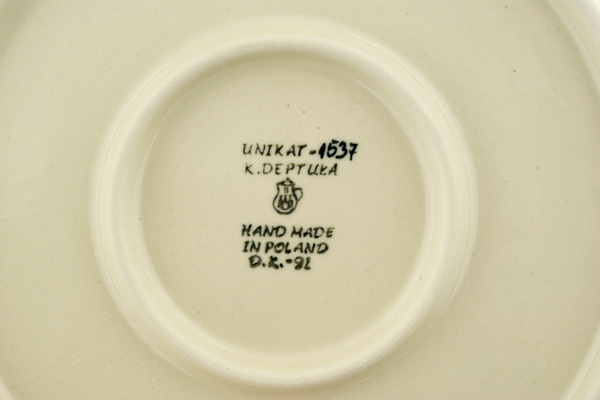 UNIKAT-1537
K.DEPTUŁA
HAND MADE
IN POLAND
D.K.-91